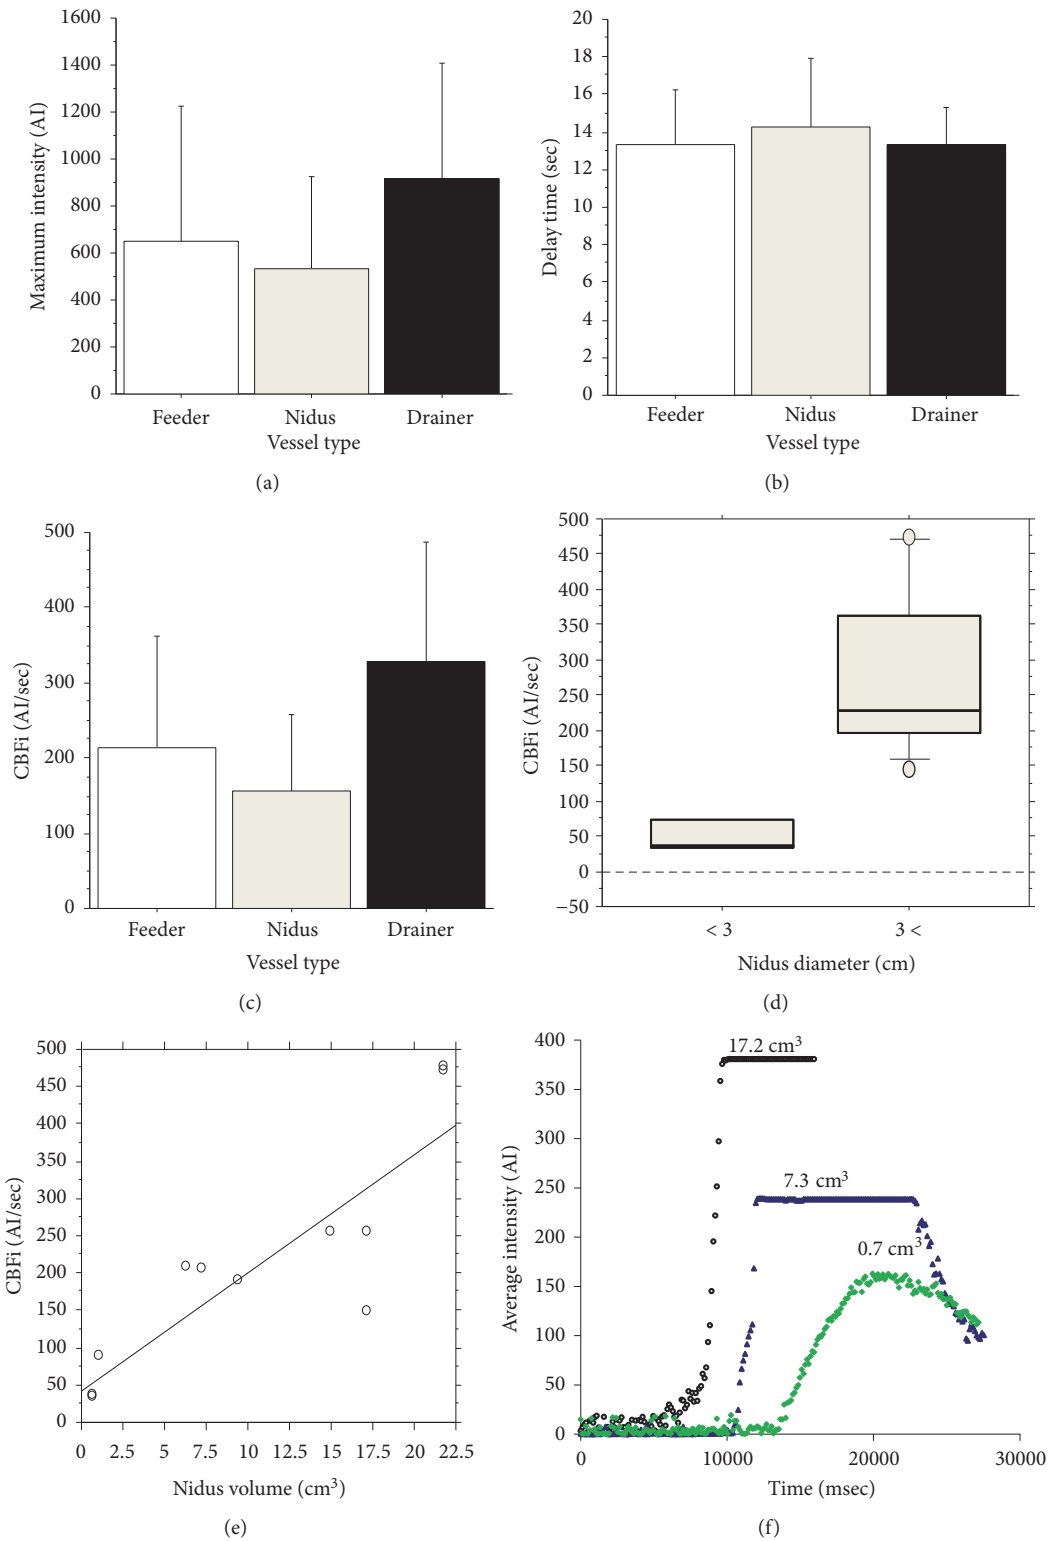 1600
1400
1200
1000
800
600
400
200
0
Maximum intensity (AI)
Feeder Nidus Drainer
Vessel type
(a)
20
18
16
14
12
10
8
6
4
2
0
Delay time (sec)
Feeder Nidus Drainer
Vessel type
(b)
500
400
300
200
100
0
CBFi (AI/sec)
Feeder Nidus Drainer
Vessel type
(c)
500
450
400
350
300
250
200
150
100
50
0
−50
CBFi (AI/sec)
< 3 3 <
Nidus diameter (cm)
(d)
500
450
400
350
300
250
200
150
100
50
0
CBFi (AI/sec)
0 2.5 5 7.5 10 12.5 15 17.5 20 22.5
Nidus volume (cm³)
(e)
400
350
300
250
200
150
100
50
0
Average intensity (AI)
17.2 cm³
7.3 cm³
0.7 cm³
0 10000 20000 30000
Time (msec)
(f)